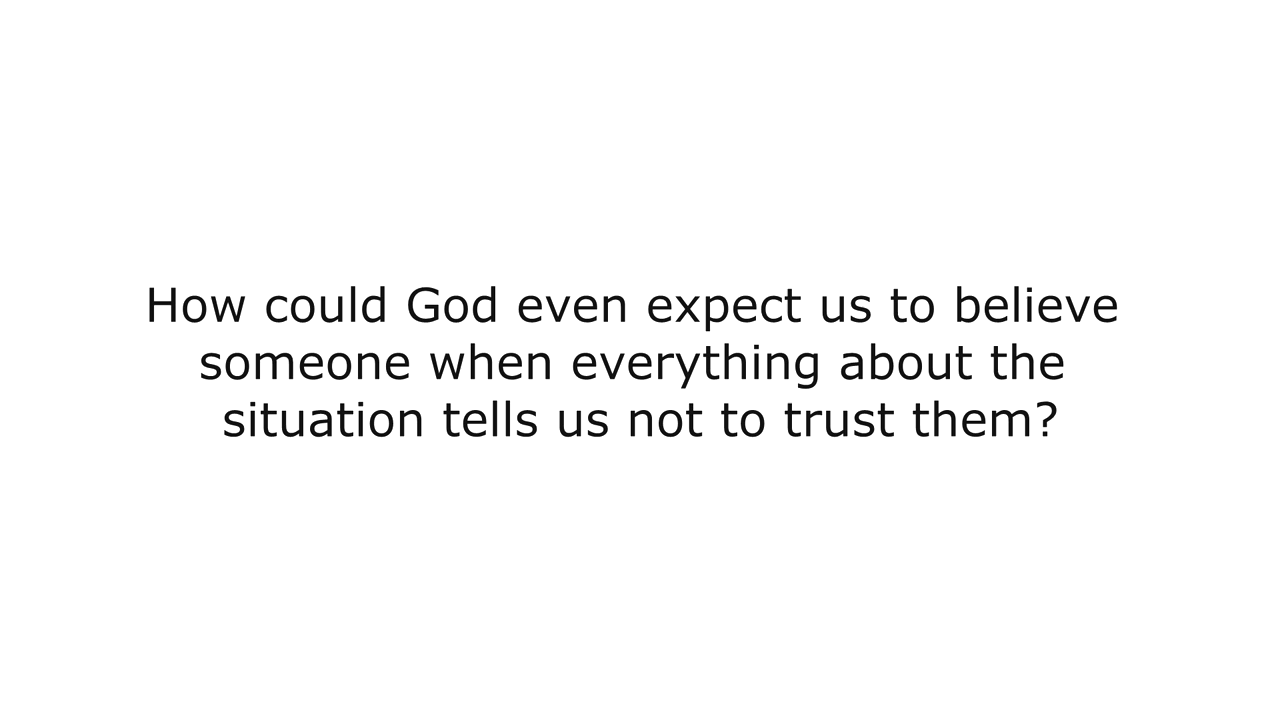 How could God even expect us to believe
someone when everything about the
situation tells us not to trust them?